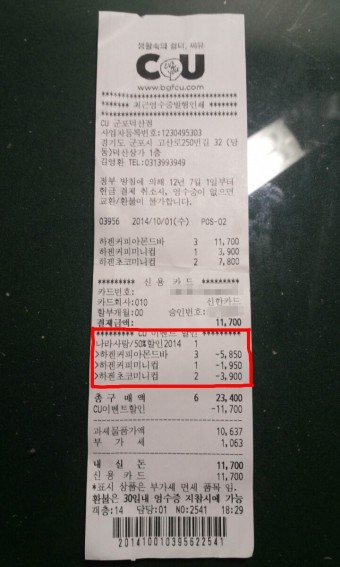 생활속의 쉼터, 씨유
CU
www.bgfcu.com
최근영수증발행인쇄
CU 군포덕산점
사업자등록번호:1230495303
경기도 군포시 고산로250번길 32 (당
동)덕산상가 1층
김영환 TEL:0313993949
정부 방침에 의해 12년 7월 1일부터
현금 결제 취소시, 영수증이 없으면
교환/환불이 불가합니다.
03956 2014/10/01(수) POS-02
하겐커피아몬드바 3 11,700
하겐커피미니컵 1 3,900
하겐초코미니컵 2 7,800
********* 신 용 카 드 *********
카드번호:
카드회사:010 신한카드
할부개월:00 승인번호:
결제금액: 11,700
********* CU 이벤트 할인 *********
나라사랑/50%할인2014 1
>하겐커피아몬드바 3 -5,850
>하겐커피미니컵 1 -1,950
>하겐초코미니컵 2 -3,900
총 구 매 액 6 23,400
CU이벤트할인 -11,700
과세물품가액 10,637
부 가 세 1,063
내 실 돈 11,700
신 용 카 드 11,700
*표시 상품은 부가세 면세 품목 임.
환불은 30일내 영수증 지참시에 가능
객층:14 담당:01 NO:2541 18:29
2014100103956 22541